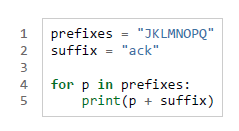 1 prefixes = "JKLMNOPQ"
2 suffix = "ack"
3
4 for p in prefixes:
5     print(p + suffix)